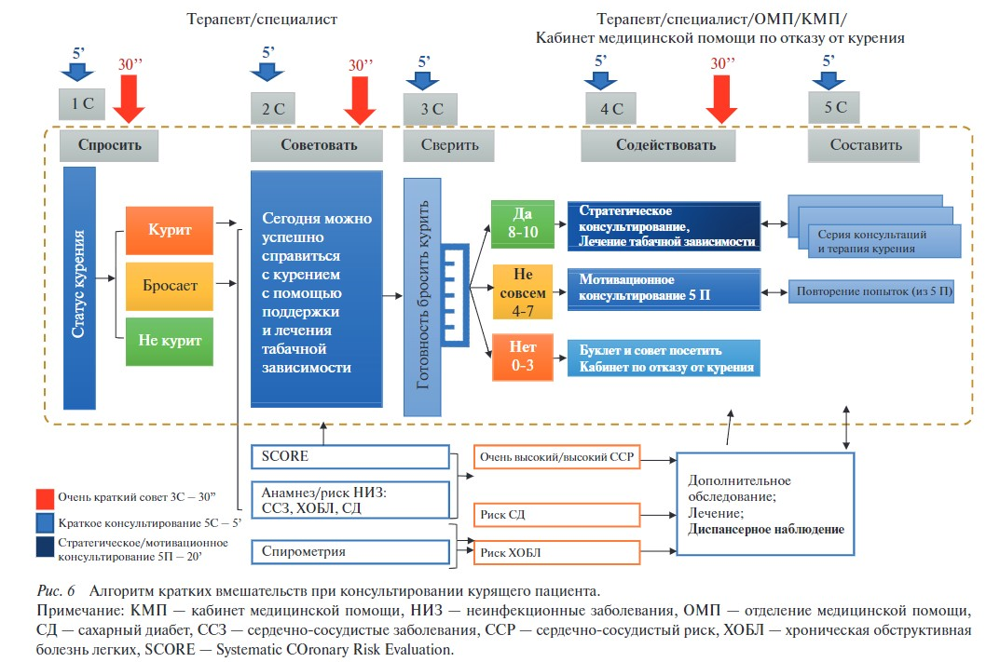 Терапевт/специалист
Терапевт/специалист/ОМП/КМП/
Кабинет медицинской помощи по отказу от курения
5’
30’’
5’
30’’
5’
5’
30’’
5’
1 С
2 С
3 С
4 С
5 С
Спросить
Советовать
Сверить
Содействовать
Составить
Статус курения
Курит
Бросает
Не курит
Сегодня можно
успешно
справиться
с курением
с помощью
поддержки
и лечения
табачной
зависимости
Готовность бросить курить
Да
8-10
Не
совсем
4-7
Нет
0-3
Стратегическое
консультирование,
Лечение табачной зависимости
Мотивационное
консультирование 5 П
Буклет и совет посетить
Кабинет по отказу от курения
Серия консультаций
и терапия курения
Повторение попыток (из 5 П)
SCORE
Анамнез/риск НИЗ:
ССЗ, ХОБЛ, СД
Спирометрия
Очень высокий/высокий ССР
Риск СД
Риск ХОБЛ
Дополнительное
обследование;
Лечение;
Диспансерное наблюдение
Очень краткий совет 3С — 30”
Краткое консультирование 5С — 5’
Стратегическое/мотивационное
консультирование 5П — 20’
Рис. 6 Алгоритм кратких вмешательств при консультировании курящего пациента.
Примечание: КМП — кабинет медицинской помощи, НИЗ — неинфекционные заболевания, ОМП — отделение медицинской помощи,
СД — сахарный диабет, ССЗ — сердечно-сосудистые заболевания, ССР — сердечно-сосудистый риск, ХОБЛ — хроническая обструктивная
болезнь легких, SCORE — Systematic COronary Risk Evaluation.